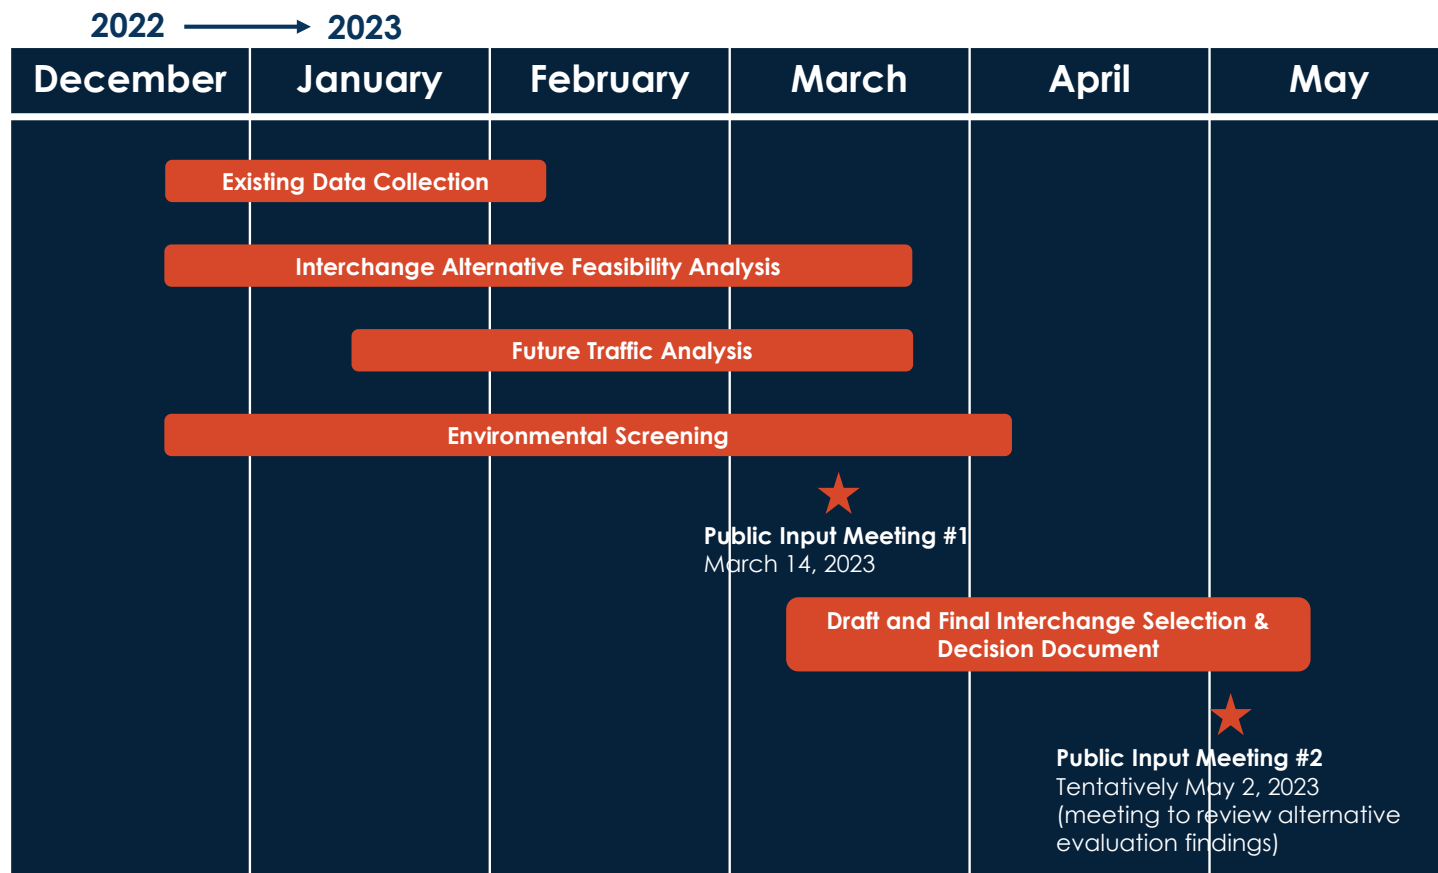 2022
2023
December
January
February
March
April
May
Existing Data Collection
Interchange Alternative Feasibility Analysis
Future Traffic Analysis
Environmental Screening
Public Input Meeting #1
March 14, 2023
Draft and Final Interchange Selection &
Decision Document
Public Input Meeting #2
Tentatively May 2, 2023
(meeting to review alternative
evaluation findings)